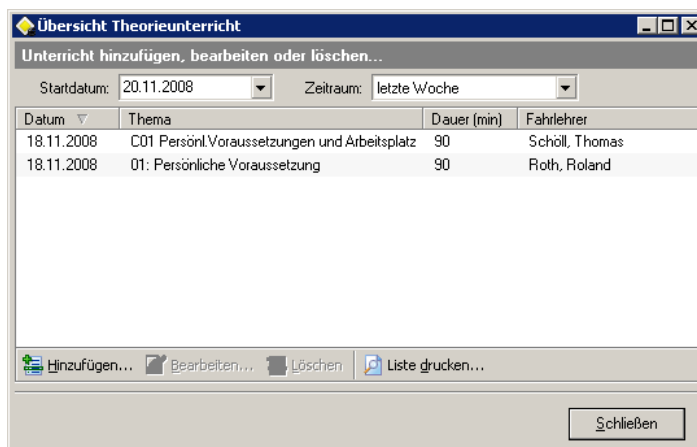 Übersicht Theorieunterricht
Unterricht hinzufügen, bearbeiten oder löschen...
Startdatum: 20.11.2008 Zeitraum: letzte Woche
Datum Thema Dauer (min) Fahrlehrer
18.11.2008 C01 Persönl.Voraussetzungen und Arbeitsplatz 90 Schöll, Thomas
18.11.2008 01: Persönliche Voraussetzung 90 Roth, Roland
Hinzufügen... Bearbeiten... Löschen Liste drucken...
Schließen